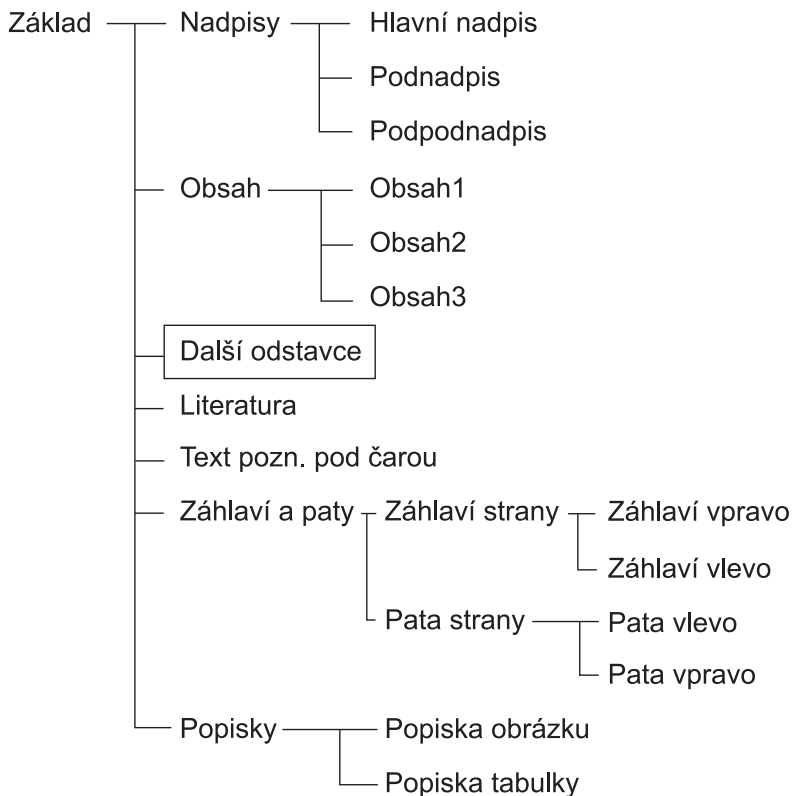 Základ Nadpisy Hlavní nadpis
Podnadpis
Podpodnadpis
Obsah Obsah1
Obsah2
Obsah3
Další odstavce
Literatura
Text pozn. pod čarou
Záhlaví a paty Záhlaví strany Záhlaví vpravo
Záhlaví vlevo
Pata strany Pata vlevo
Pata vpravo
Popisky Popiska obrázku
Popiska tabulky